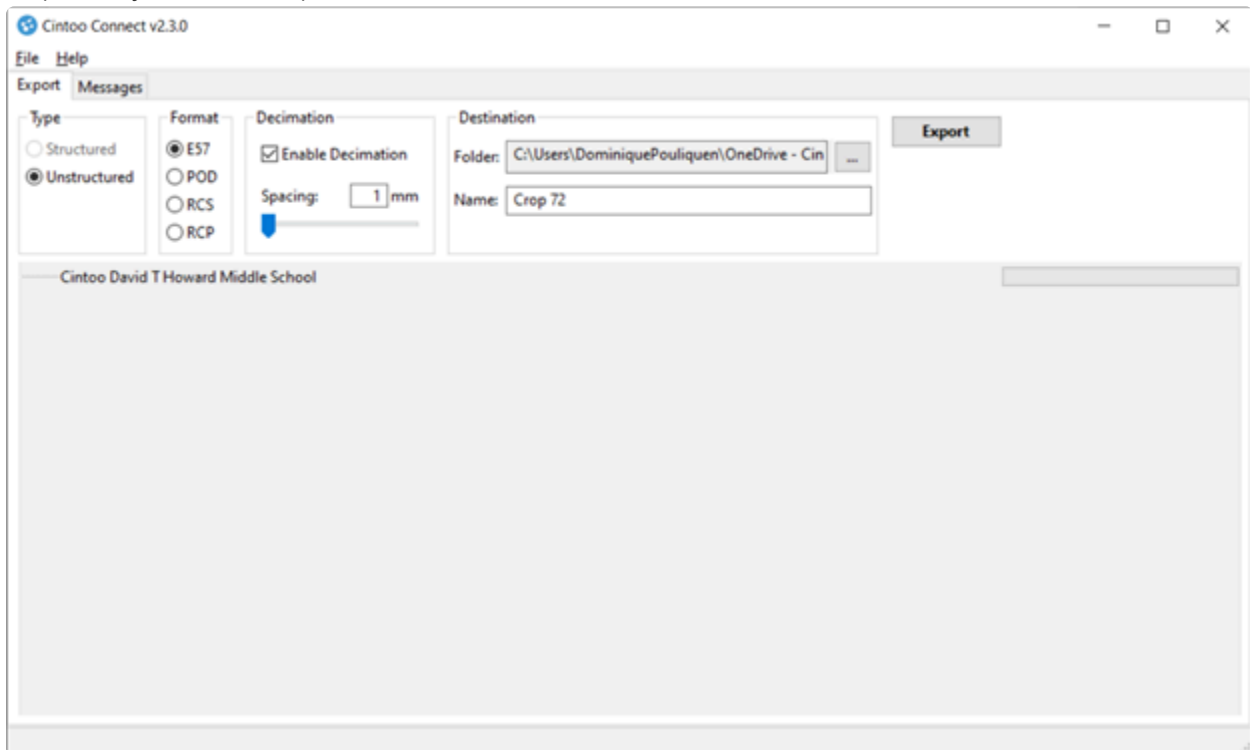 Cintoo Connect v2.3.0
File Help
Export Messages
Type
Structured
Unstructured
Format
E57
POD
RCS
RCP
Decimation
Enable Decimation
Spacing: 1 mm
Destination
Folder: C:\Users\DominiquePouliquen\OneDrive - Cin ...
Name: Crop 72
Export
Cintoo David T Howard Middle School